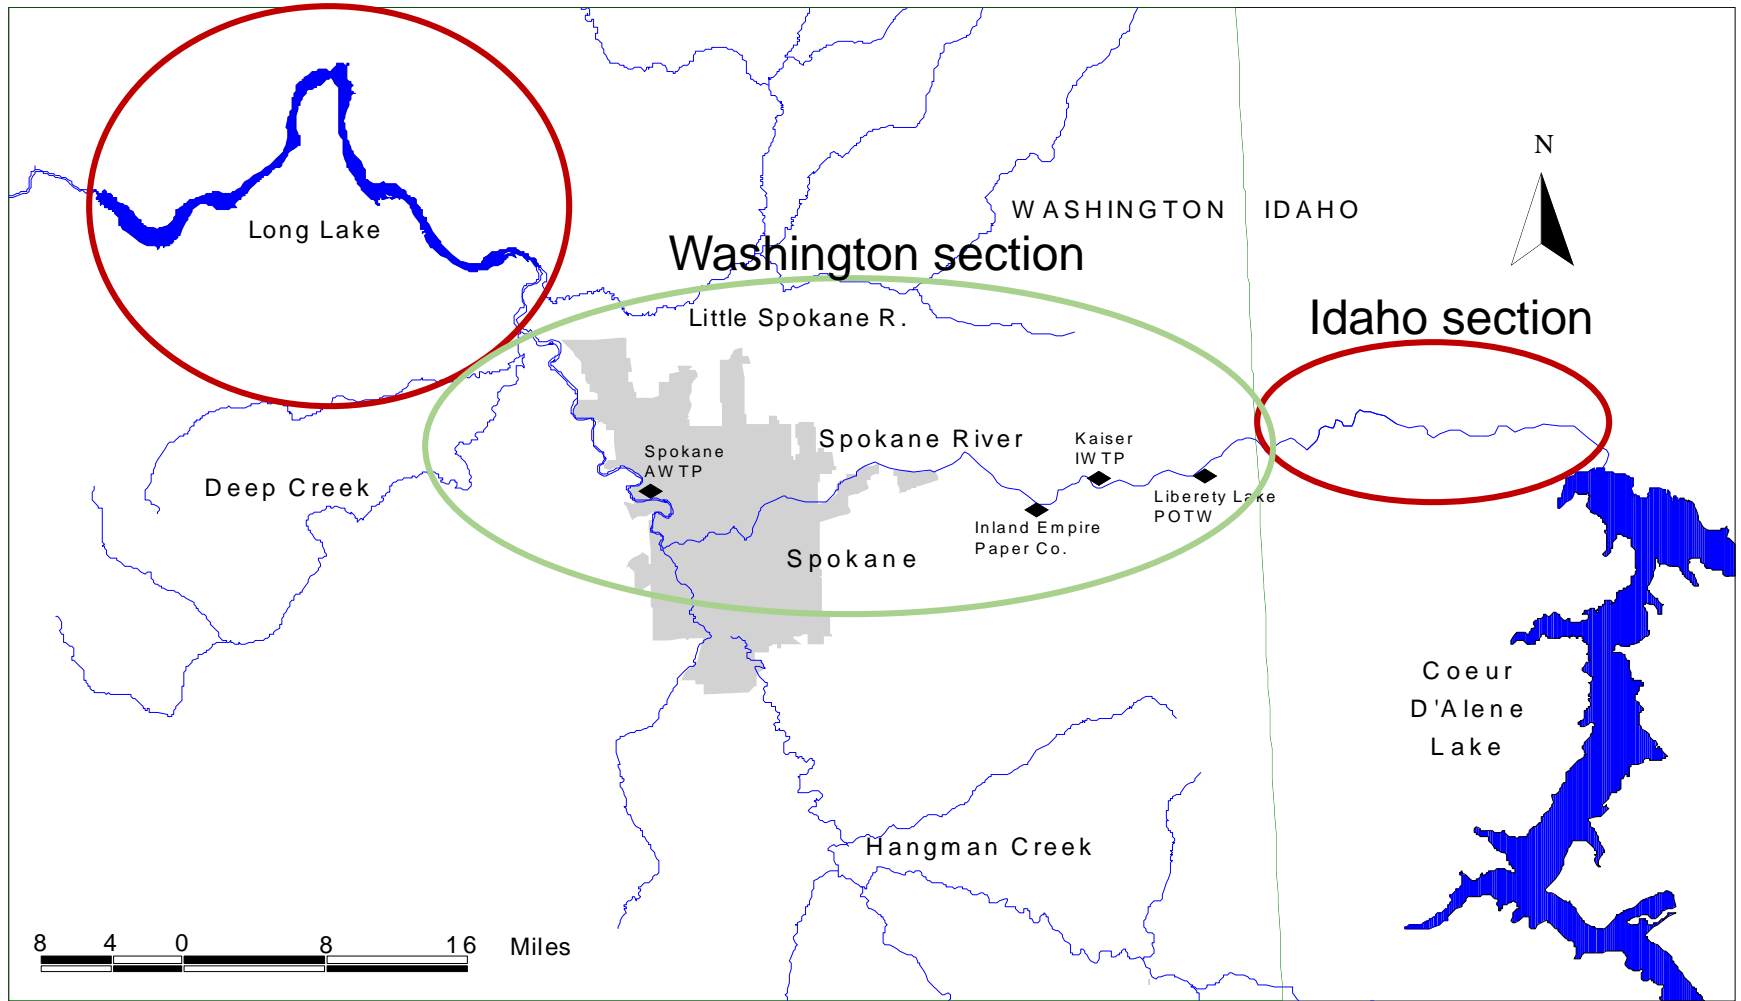 N
WASHINGTON IDAHO
Long Lake
Washington section
Idaho section
Little Spokane R.
Spokane River
Kaiser
IWTP
Spokane
AWTP
Deep Creek
Liberety Lake
POTW
Inland Empire
Paper Co.
Spokane
Coeur
D'Alene
Lake
Hangman Creek
8 4 0 8 16 Miles